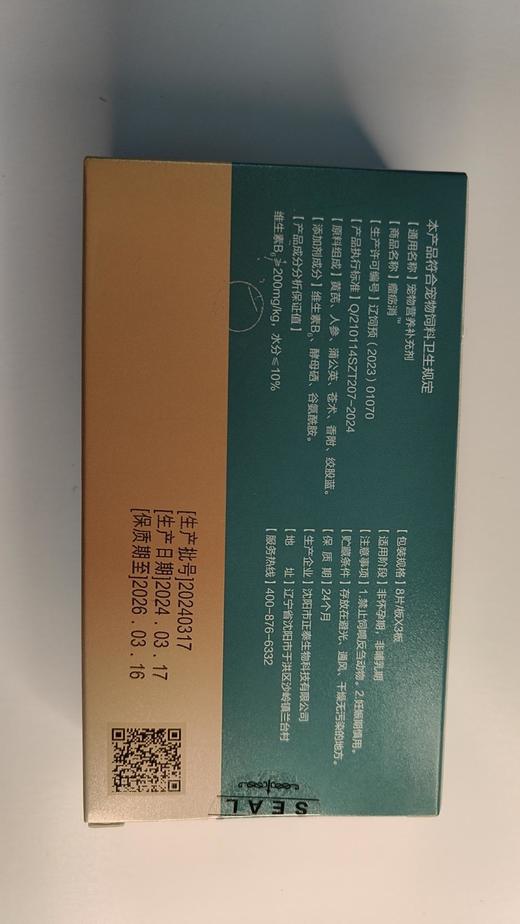 本产品符合宠物饲料卫生规定
【通用名称】宠物营养补充剂
【商品名称】瘤蛎消™
【生产许可编号】辽饲预（2023）01070
【产品执行标准】Q/210114SZT207-2024
【原料组成】黄芪、人参、蒲公英、苍术、香附、绞股蓝。
【添加剂成分】维生素B₆、酵母硒、谷氨酰胺。
【产品成分分析保证值】
维生素B₆≥200mg/kg，水分≤10%
【包装规格】8片/板X3板
【适用阶段】非怀孕期，非哺乳期
【注意事项】1.禁止饲喂反刍动物。2.妊娠期慎用。
【贮藏条件】存放在避光、通风、干燥无污染的地方。
【保 质 期】24个月
【生产企业】沈阳市正泰生物科技有限公司
【地 址】辽宁省沈阳市于洪区沙岭镇兰台村
【服务热线】400-876-6332
[生产批号]20240317
[生产日期]2024.03.17
[保质期至]2026.03.16
SEAL